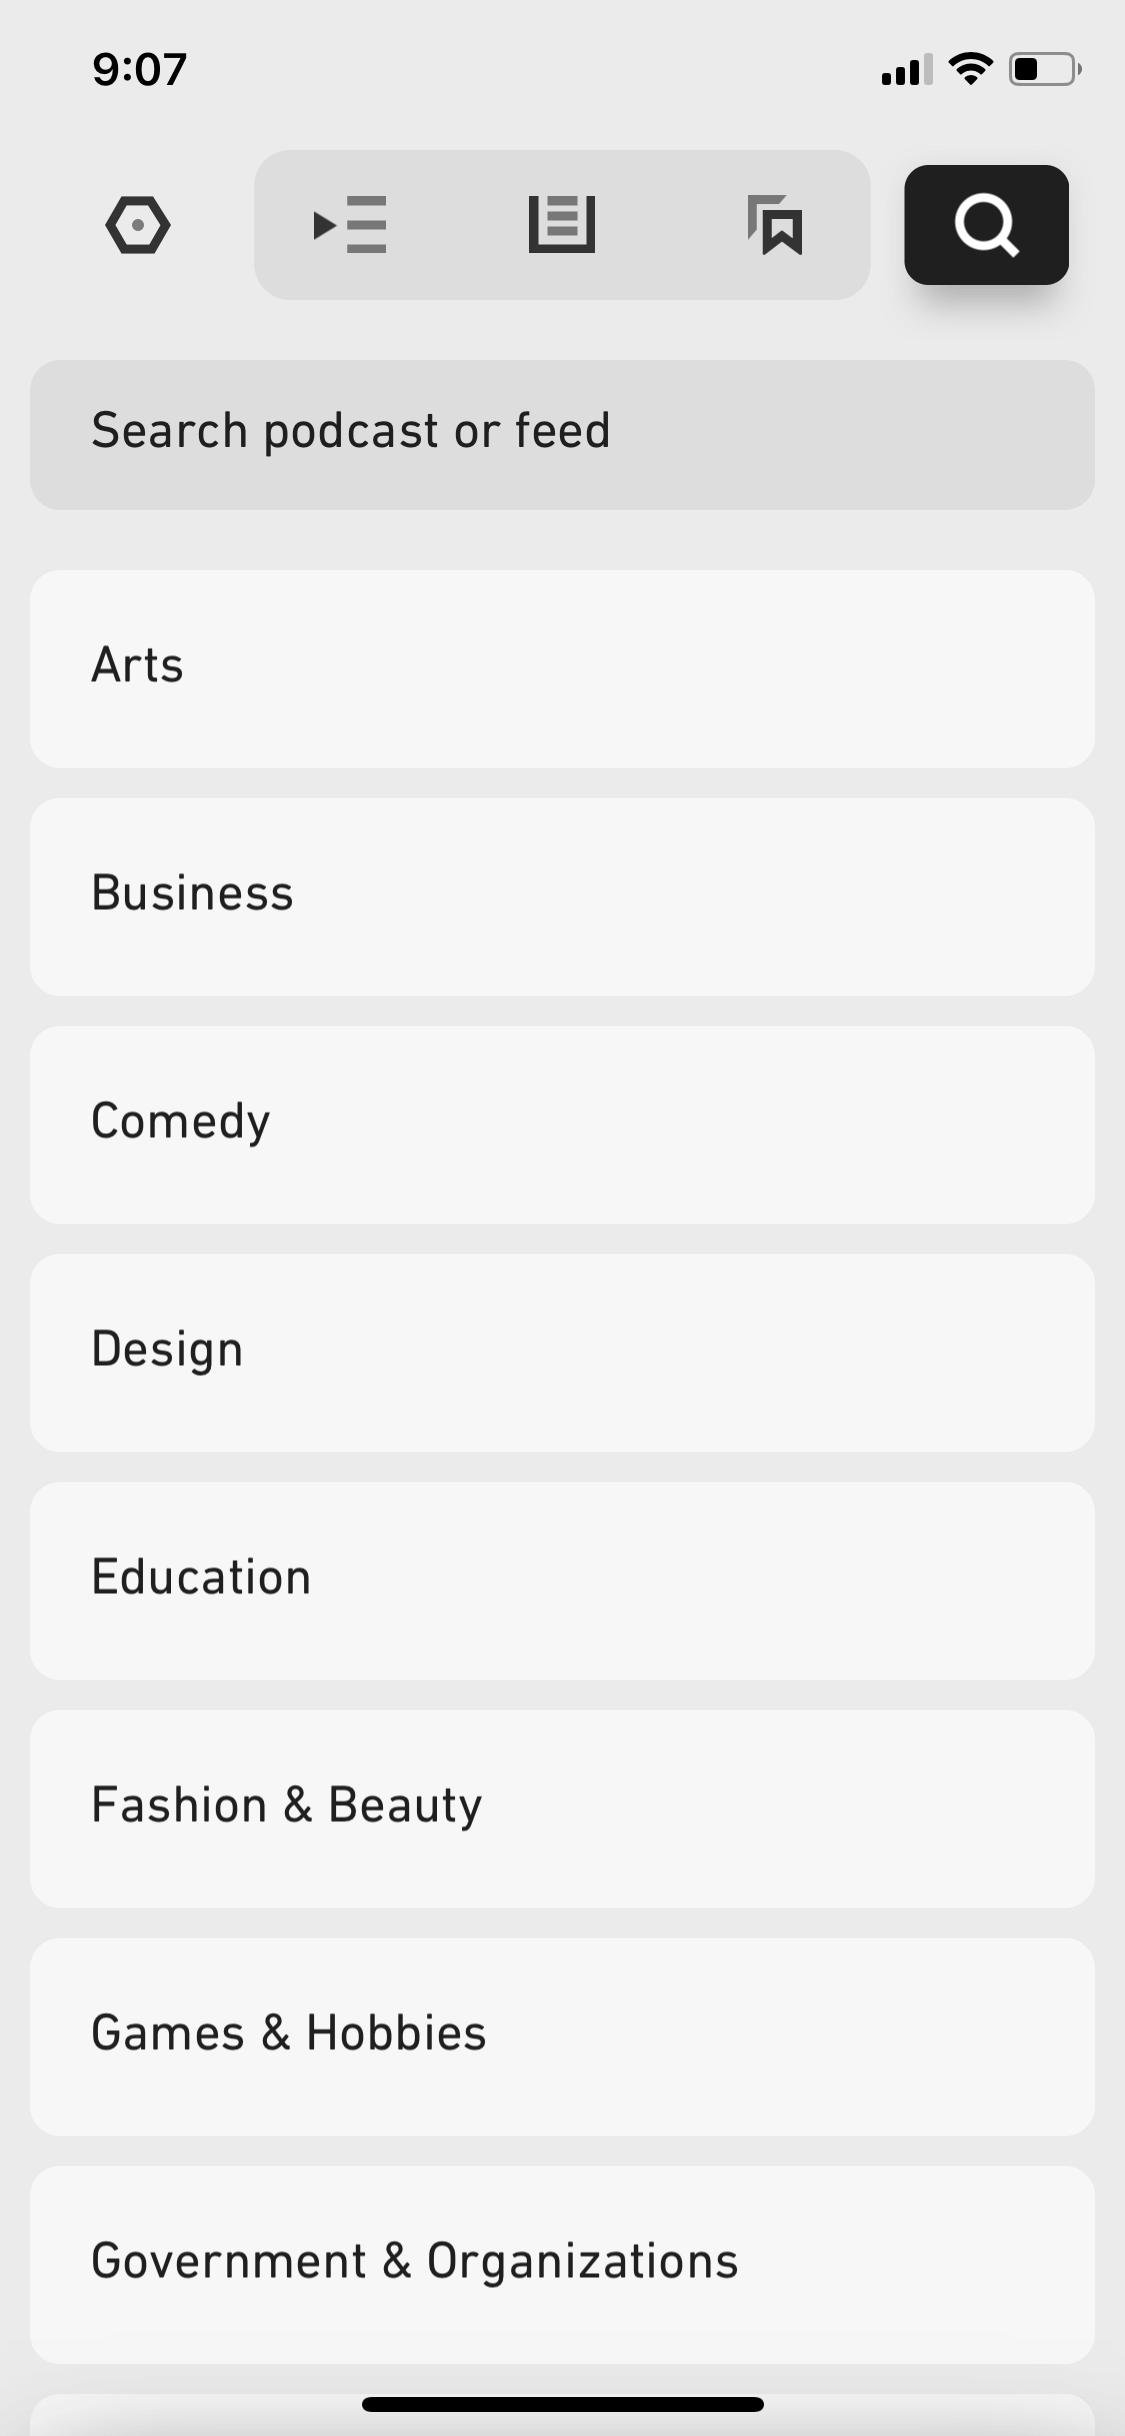 9:07
Search podcast or feed
Arts
Business
Comedy
Design
Education
Fashion & Beauty
Games & Hobbies
Government & Organizations